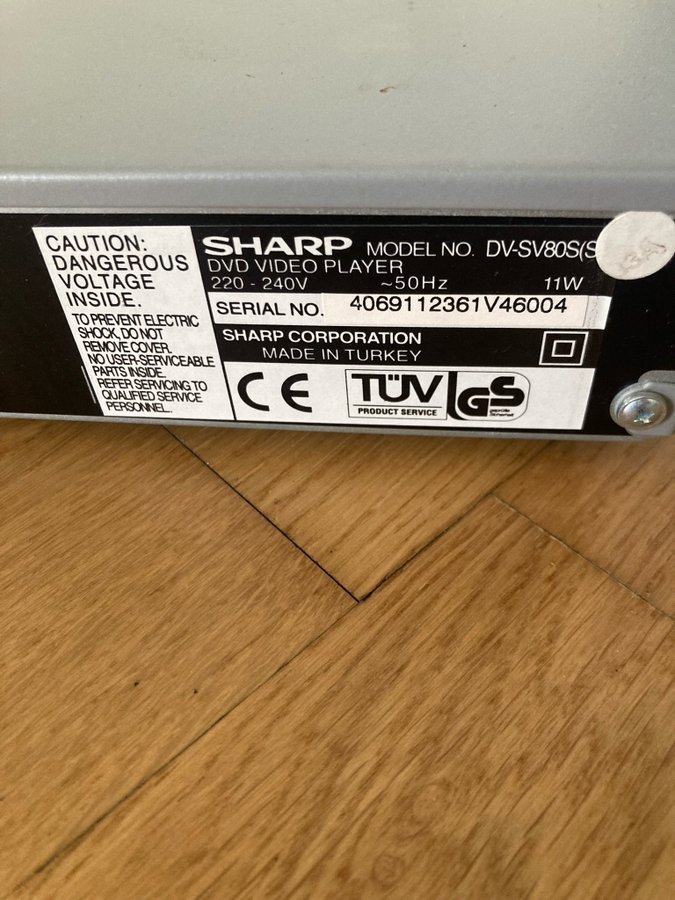 CAUTION:
DANGEROUS
VOLTAGE
INSIDE.
TO PREVENT ELECTRIC
SHOCK, DO NOT
REMOVE COVER.
NO USER-SERVICEABLE
PARTS INSIDE.
REFER SERVICING TO
QUALIFIED SERVICE
PERSONNEL.
SHARP MODEL NO. DV-SV80S(S
DVD VIDEO PLAYER
220 - 240V ~50Hz 11W
SERIAL NO. 4069112361V46004
SHARP CORPORATION
MADE IN TURKEY
CE
TÜV
PRODUCT SERVICE
GS
geprüfte
Sicherheit